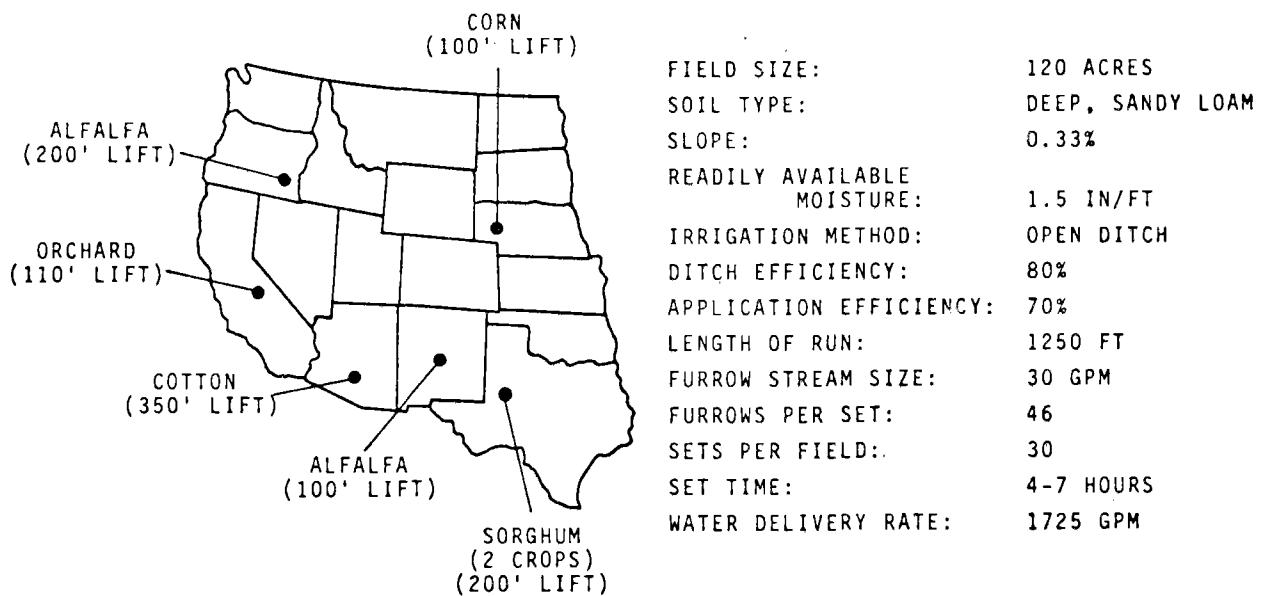 CORN
(100' LIFT)
ALFALFA
(200' LIFT)
ORCHARD
(110' LIFT)
COTTON
(350' LIFT)
ALFALFA
(100' LIFT)
SORGHUM
(2 CROPS)
(200' LIFT)
FIELD SIZE: 120 ACRES
SOIL TYPE: DEEP, SANDY LOAM
SLOPE: 0.33%
READILY AVAILABLE
MOISTURE: 1.5 IN/FT
IRRIGATION METHOD: OPEN DITCH
DITCH EFFICIENCY: 80%
APPLICATION EFFICIENCY: 70%
LENGTH OF RUN: 1250 FT
FURROW STREAM SIZE: 30 GPM
FURROWS PER SET: 46
SETS PER FIELD: 30
SET TIME: 4-7 HOURS
WATER DELIVERY RATE: 1725 GPM